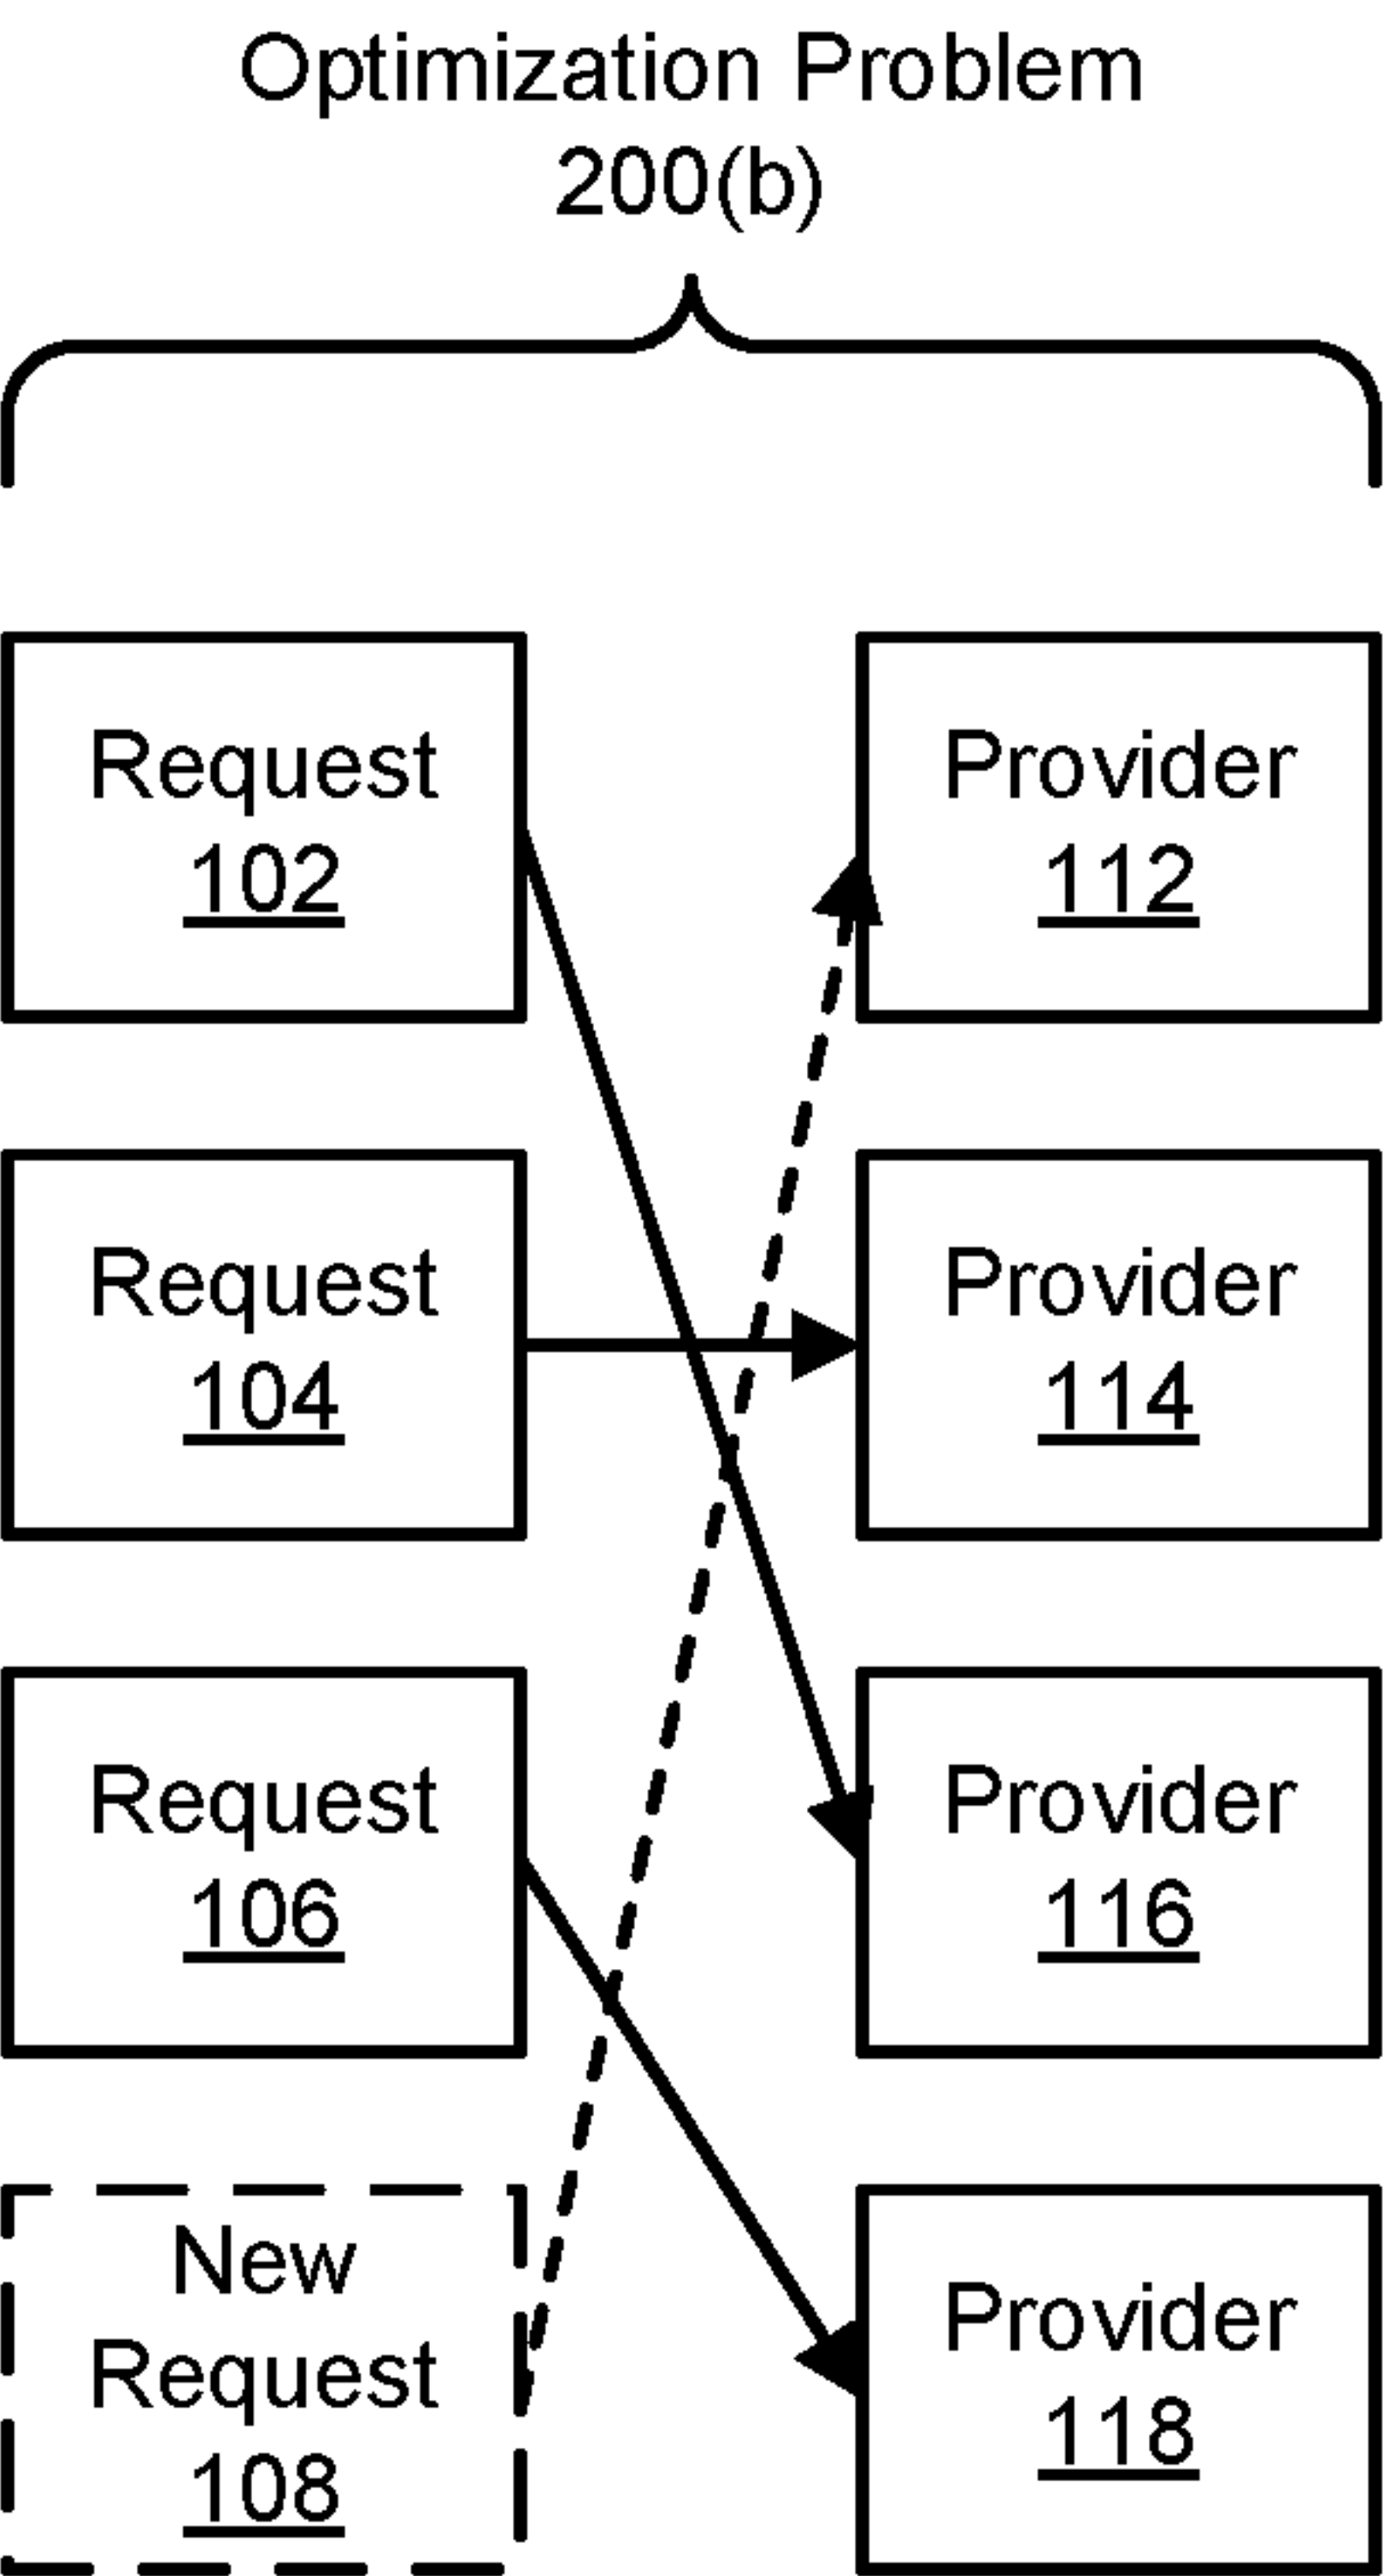 Optimization Problem
200(b)
Request
102
Provider
112
Request
104
Provider
114
Request
106
Provider
116
New
Request
108
Provider
118